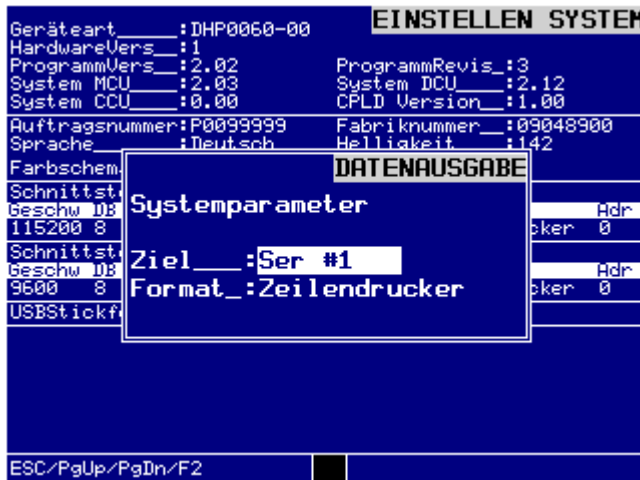 EINSTELLEN SYSTEM
Geräteart_____:DHP0060-00
HardwareVers__:1
ProgrammVers__:2.02 ProgrammRevis_:3
System MCU____:2.03 System DCU____:2.12
System CCU____:0.00 CPLD Version__:1.00
Auftragsnummer:P0099999 Fabriknummer__:09048900
Sprache_______:Deutsch Helligkeit____:142
Farbschem
DATENAUSGABE
Systemparameter
Ziel___:Ser #1
Format_:Zeilendrucker
Schnittst
Geschw DB Adr
115200 8 cker 0
Schnittst
Geschw DB Adr
9600 8 cker 0
USBStickf
ESC/PgUp/PgDn/F2